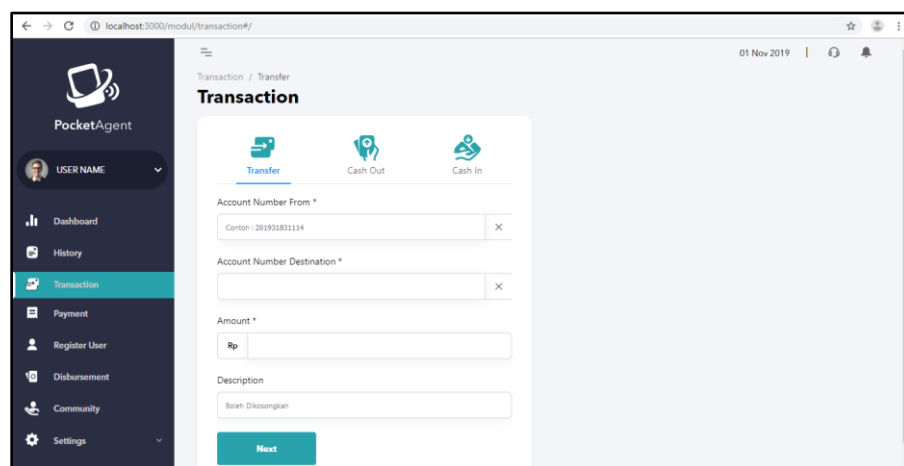 localhost:3000/modul/transaction#/
01 Nov 2019
PocketAgent
USER NAME
Dashboard
History
Transaction
Payment
Register User
Disbursement
Community
Settings
Transaction / Transfer
Transaction
Transfer
Cash Out
Cash In
Account Number From *
Contoh : 201931831114
Account Number Destination *
Amount *
Rp
Description
Boleh Dikosongkan
Next